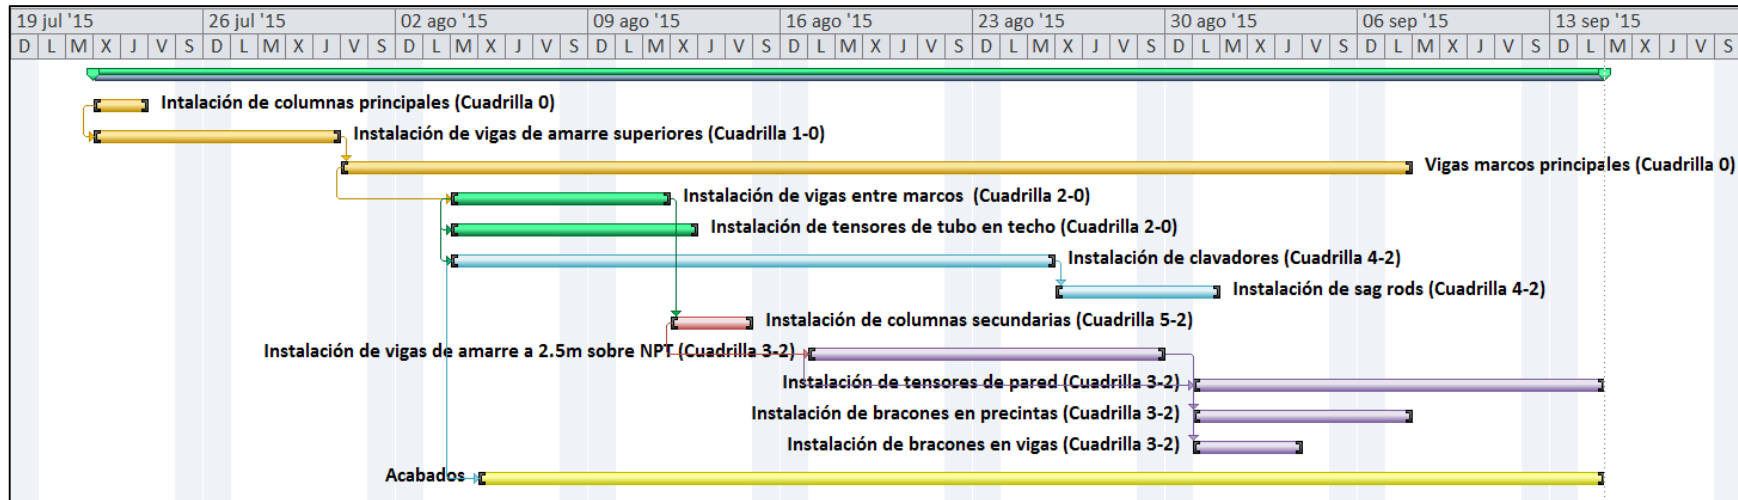 19 jul '15 26 jul '15 02 ago '15 09 ago '15 16 ago '15 23 ago '15 30 ago '15 06 sep '15 13 sep '15
D L M X J V S D L M X J V S D L M X J V S D L M X J V S D L M X J V S D L M X J V S D L M X J V S D L M X J V S D L M X J V S
Intalación de columnas principales (Cuadrilla 0)
Instalación de vigas de amarre superiores (Cuadrilla 1-0)
Vigas marcos principales (Cuadrilla 0)
Instalación de vigas entre marcos (Cuadrilla 2-0)
Instalación de tensores de tubo en techo (Cuadrilla 2-0)
Instalación de clavadores (Cuadrilla 4-2)
Instalación de sag rods (Cuadrilla 4-2)
Instalación de columnas secundarias (Cuadrilla 5-2)
Instalación de vigas de amarre a 2.5m sobre NPT (Cuadrilla 3-2)
Instalación de tensores de pared (Cuadrilla 3-2)
Instalación de bracones en precintas (Cuadrilla 3-2)
Instalación de bracones en vigas (Cuadrilla 3-2)
Acabados